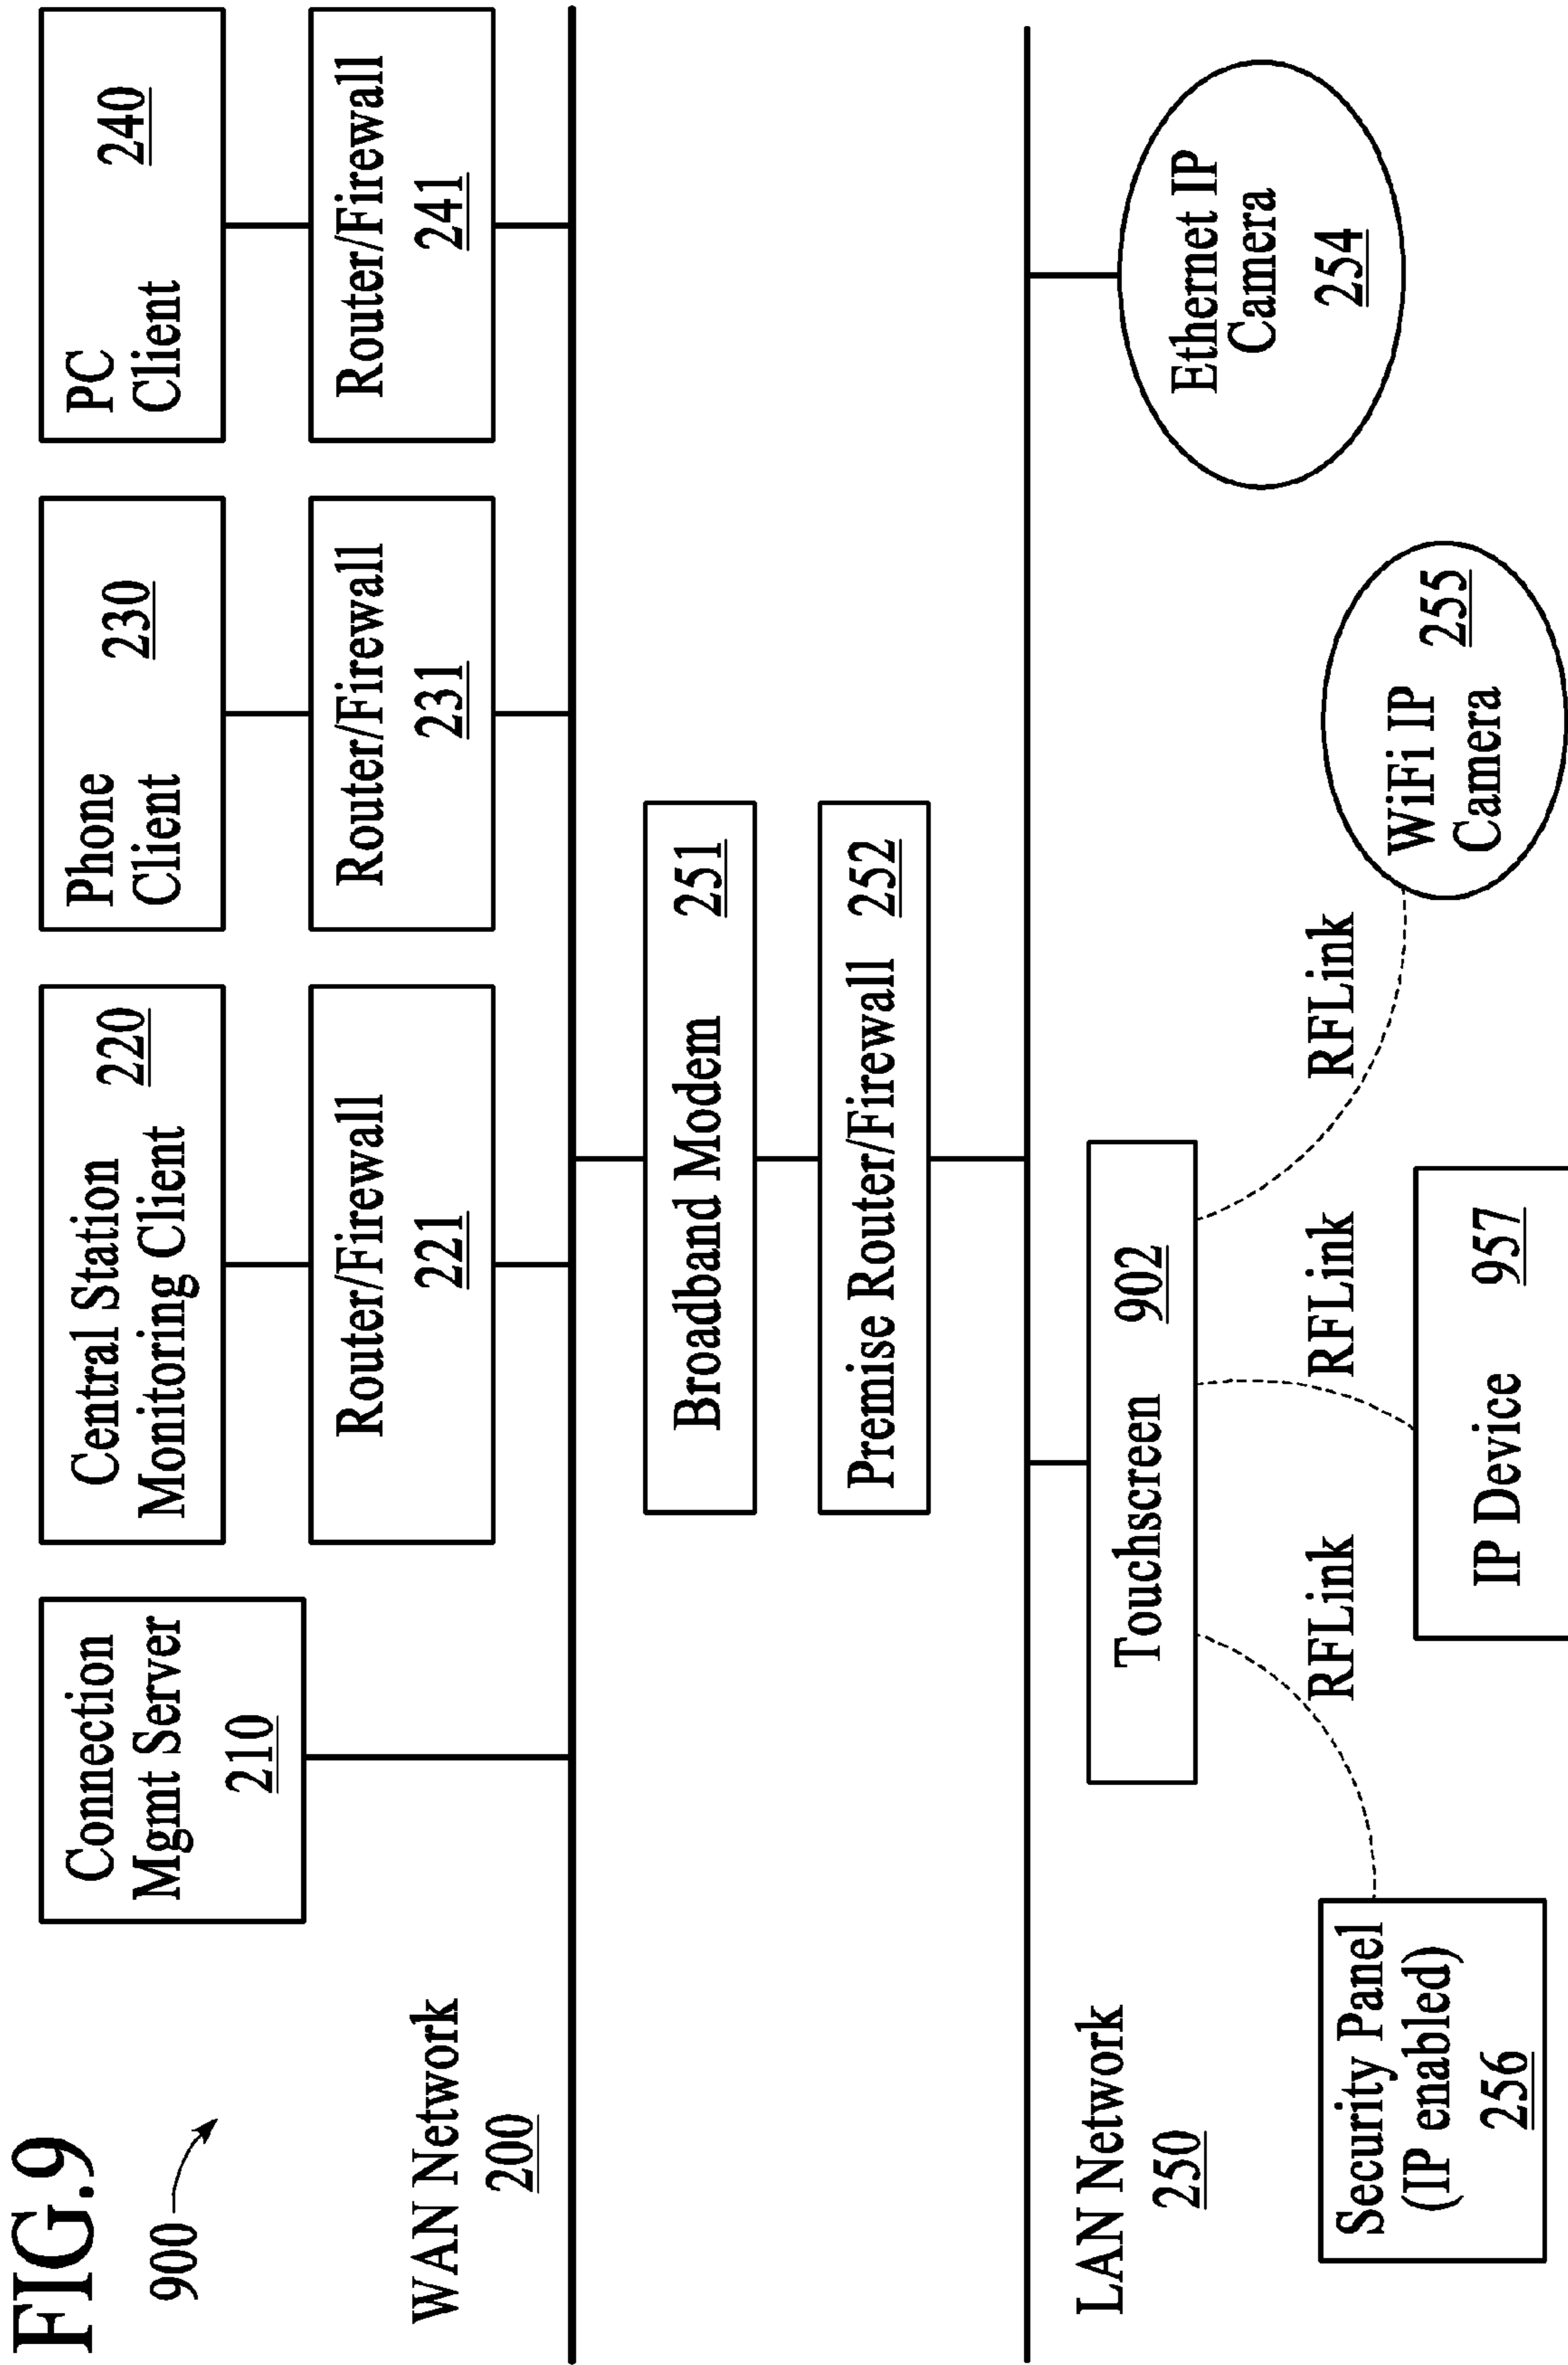 FIG.9
900
Connection
Mgmt Server
210
Central Station
Monitoring Client
220
Phone
Client
230
PC
Client
240
Router/Firewall
221
Router/Firewall
231
Router/Firewall
241
WAN Network
200
Broadband Modem
251
Premise Router/Firewall
252
LAN Network
250
Touchscreen
902
Ethernet IP
Camera
254
RFLink
RFLink
RFLink
Security Panel
(IP enabled)
256
IP Device
957
WiFi IP
Camera
255